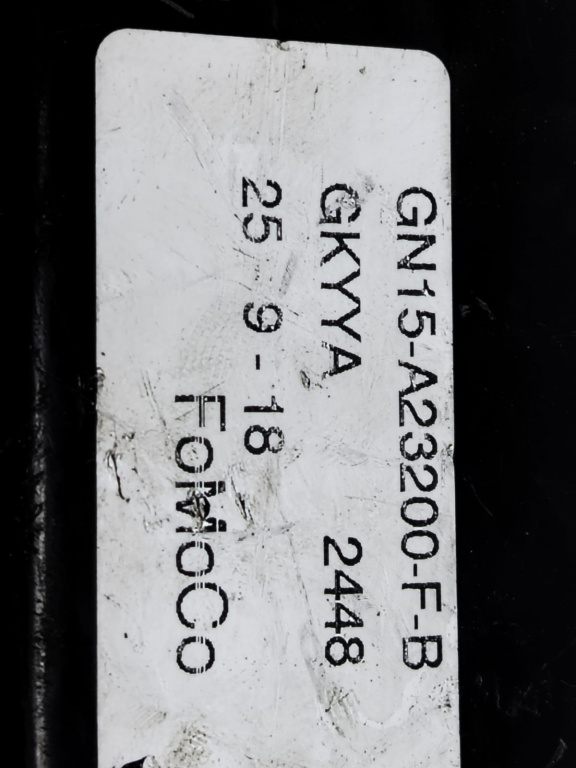 GN15-A23200-F-B
GKYYA 2448
25 9-18
FoMoCo